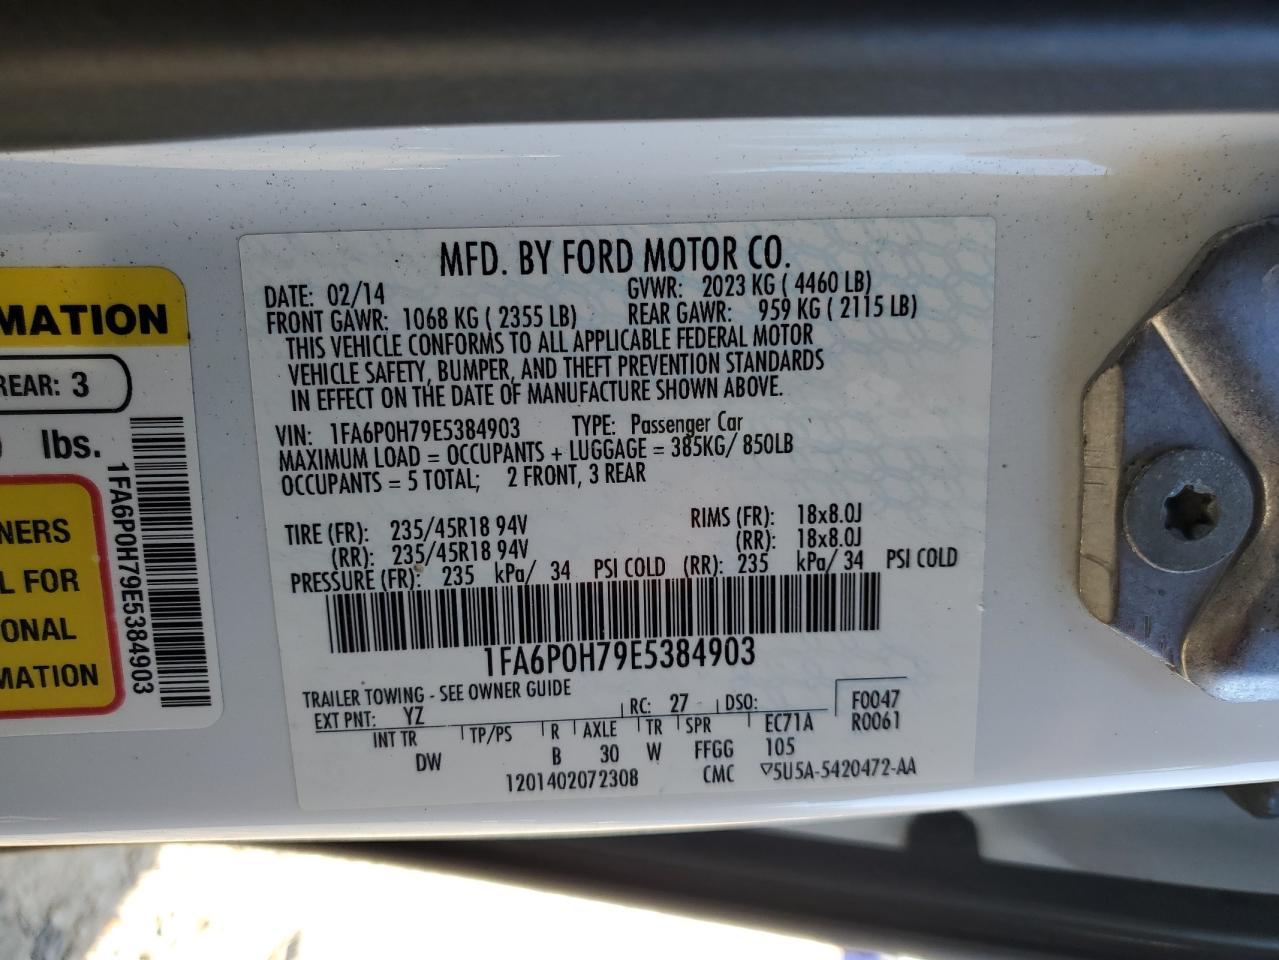 MATION
REAR: 3
lbs.
1FA6P0H79E5384903
NERS
L FOR
ONAL
MATION
MFD. BY FORD MOTOR CO.
DATE: 02/14 GVWR: 2023 KG ( 4460 LB)
FRONT GAWR: 1068 KG ( 2355 LB) REAR GAWR: 959 KG ( 2115 LB)
THIS VEHICLE CONFORMS TO ALL APPLICABLE FEDERAL MOTOR
VEHICLE SAFETY, BUMPER, AND THEFT PREVENTION STANDARDS
IN EFFECT ON THE DATE OF MANUFACTURE SHOWN ABOVE.
VIN: 1FA6P0H79E5384903 TYPE: Passenger Car
MAXIMUM LOAD = OCCUPANTS + LUGGAGE = 385KG/ 850LB
OCCUPANTS = 5 TOTAL; 2 FRONT, 3 REAR
TIRE (FR): 235/45R18 94V RIMS (FR): 18x8.0J
(RR): 235/45R18 94V (RR): 18x8.0J
PRESSURE (FR): 235 kPa/ 34 PSI COLD (RR): 235 kPa/ 34 PSI COLD
1FA6P0H79E5384903
TRAILER TOWING - SEE OWNER GUIDE
EXT PNT: YZ RC: 27 DSO: F0047
INT TR TP/PS R AXLE TR SPR EC71A R0061
DW B 30 W FFGG 105
1201402072308 CMC ▽5U5A-5420472-AA